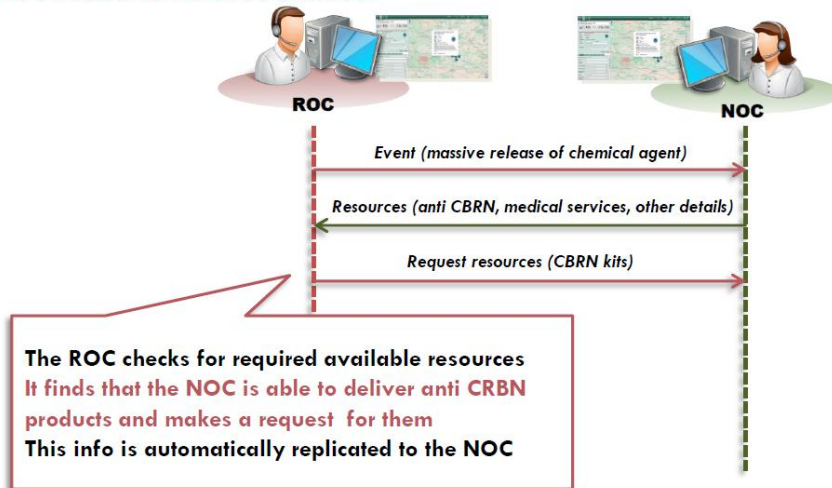 ROC
NOC
Event (massive release of chemical agent)
Resources (anti CBRN, medical services, other details)
Request resources (CBRN kits)
The ROC checks for required available resources
It finds that the NOC is able to deliver anti CRBN
products and makes a request for them
This info is automatically replicated to the NOC